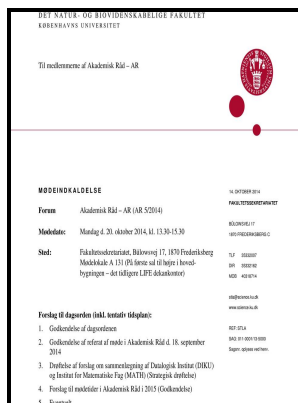 DET NATUR- OG BIOVIDENSKABELIGE FAKULTET
KØBENHAVNS UNIVERSITET
Til medlemmerne af Akademisk Råd – AR
MØDEINDKALDELSE
Forum Akademisk Råd – AR (AR 5/2014)
Mødedato: Mandag d. 20. oktober 2014, kl. 13.30-15.30
Sted: Fakultetssekretariatet, Bülowsvej 17, 1870 Frederiksberg
Mødelokale A 131 (På første sal til højre i hoved-
bygningen – det tidligere LIFE dekankontor)
Forslag til dagsorden (inkl. tentativ tidsplan):
1. Godkendelse af dagsordenen
2. Godkendelse af referat af møde i Akademisk Råd d. 18. september
2014
3. Drøftelse af forslag om sammenlægning af Datalogisk Institut (DIKU)
og Institut for Matematiske Fag (MATH) (Strategisk drøftelse)
4. Forslag til mødetider i Akademisk Råd i 2015 (Godkendelse)
5. Eventuelt
14. OKTOBER 2014
FAKULTETSSEKRETARIATET
BÜLOWSVEJ 17
1870 FREDERIKSBERG C
TLF
DIR
MOB
sta@science.ku.dk
www.science.ku.dk
REF: STLA